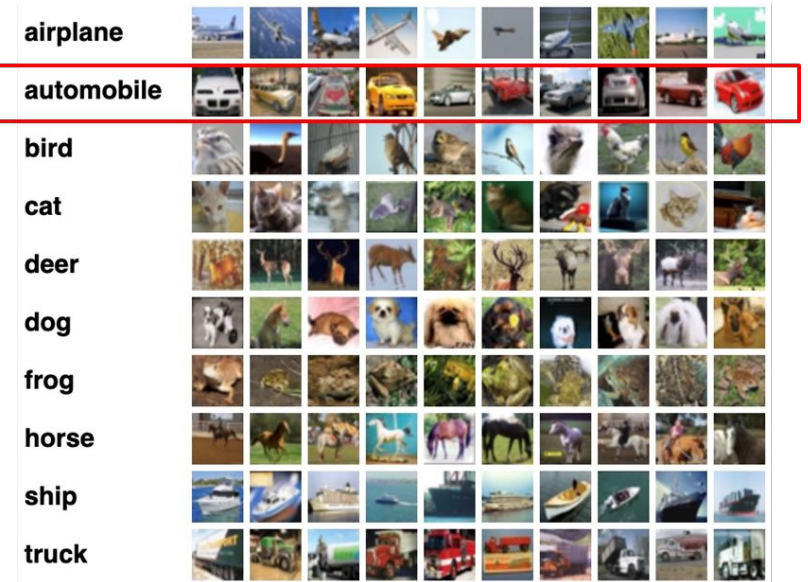 airplane
automobile
bird
cat
deer
dog
frog
horse
ship
truck